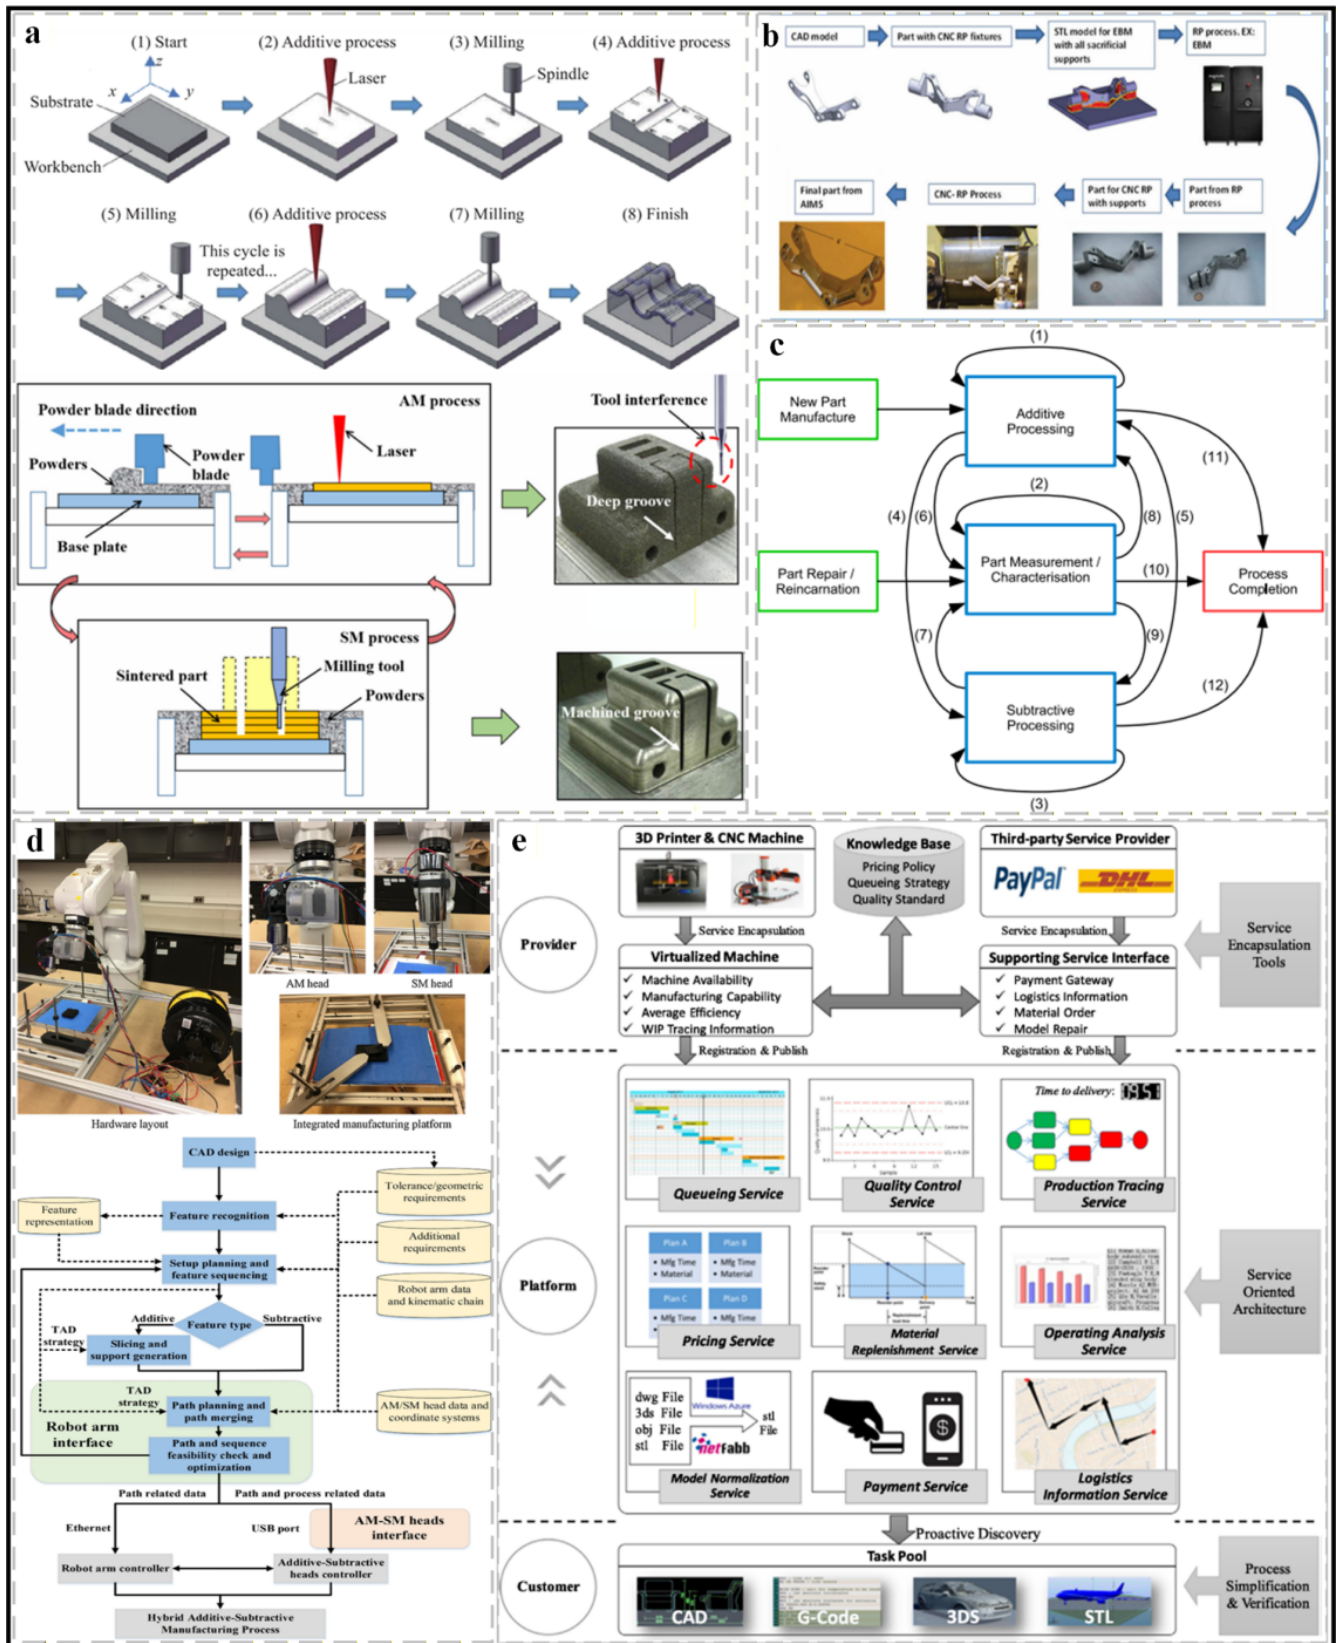 a
(1) Start
(2) Additive process
(3) Milling
(4) Additive process
z
x
y
Substrate
Workbench
Laser
Spindle
(5) Milling
(6) Additive process
(7) Milling
(8) Finish
This cycle is
repeated...
AM process
Powder blade direction
Powders
Powder
blade
Laser
Base plate
Tool interference
Deep groove
SM process
Sintered part
Milling tool
Powders
Machined groove
b
CAD model
Part with CNC RP fixtures
STL model for EBM
with all sacrificial
supports
RP process. EX:
EBM
Final part from
AIMS
CNC- RP Process
Part for CNC RP
with supports
Part from RP
process
c
(1)
New Part
Manufacture
Additive
Processing
(11)
(2)
(4)
(6)
(8)
(5)
Part Repair /
Reincarnation
Part Measurement /
Characterisation
(10)
Process
Completion
(7)
(9)
Subtractive
Processing
(12)
(3)
d
AM head
SM head
Hardware layout
Integrated manufacturing platform
CAD design
Tolerance/geometric
requirements
Feature
representation
Feature recognition
Additional
requirements
Setup planning and
feature sequencing
Robot arm data
and kinematic chain
Additive
Feature type
Subtractive
TAD
strategy
Slicing and
support generation
TAD
strategy
Path planning and
path merging
AM/SM head data and
coordinate systems
Robot arm
interface
Path and sequence
feasibility check and
optimization
Path related data
Path and process related data
Ethernet
USB port
AM-SM heads
interface
Robot arm controller
Additive-Subtractive
heads controller
Hybrid Additive-Subtractive
Manufacturing Process
e
3D Printer & CNC Machine
Knowledge Base
Pricing Policy
Queueing Strategy
Quality Standard
Third-party Service Provider
PayPal
DHL
Provider
Service Encapsulation
Service Encapsulation
Service
Encapsulation
Tools
Virtualized Machine
✓ Machine Availability
✓ Manufacturing Capability
✓ Average Efficiency
✓ WIP Tracing Information
Supporting Service Interface
✓ Payment Gateway
✓ Logistics Information
✓ Material Order
✓ Model Repair
Registration & Publish
Registration & Publish
Time to delivery: 09:51
Queueing Service
Quality Control
Service
Production Tracing
Service
Platform
Plan A
• Mfg Time
• Material
Plan B
• Mfg Time
• Material
Plan C
• Mfg Time
Plan D
• Mfg Time
Pricing Service
Material
Replenishment Service
Operating Analysis
Service
Service
Oriented
Architecture
dwg File
3ds File
obj File
stl File
Windows Azure
netfabb
stl
File
Model Normalization
Service
Payment Service
Logistics
Information Service
Proactive Discovery
Customer
Task Pool
CAD
G-Code
3DS
STL
Process
Simplification
& Verification